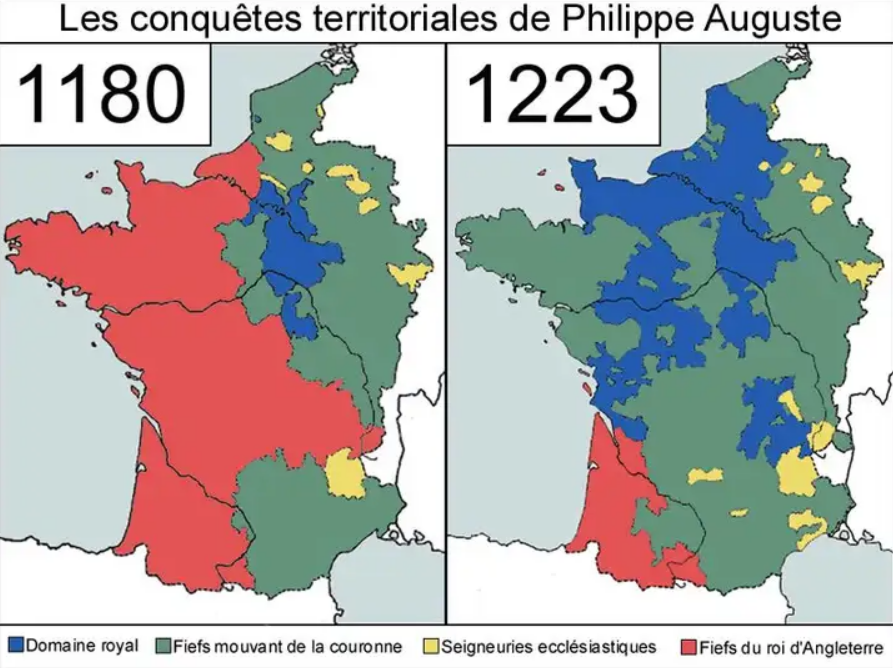 Les conquêtes territoriales de Philippe Auguste
1180
1223
Domaine royal
Fiefs mouvant de la couronne
Seigneuries ecclésiastiques
Fiefs du roi d'Angleterre